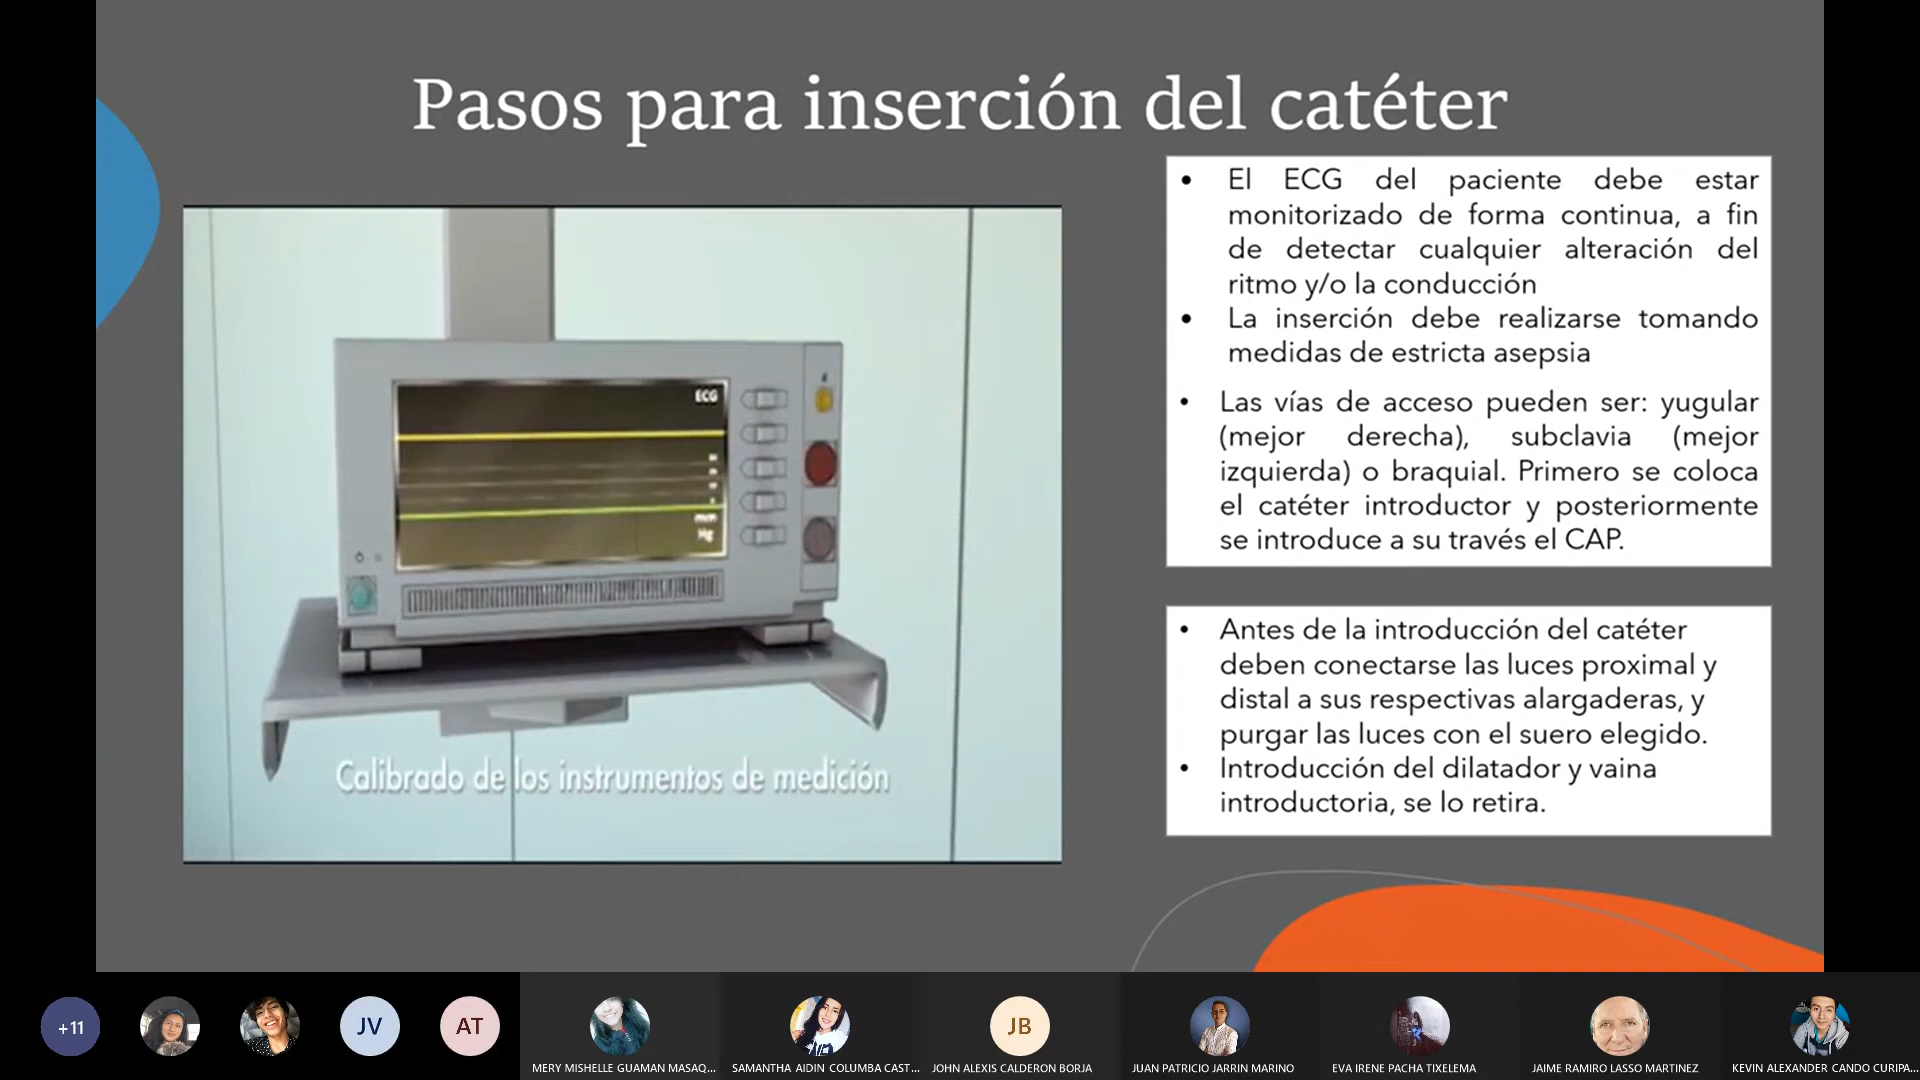 Pasos para inserción del catéter
El ECG del paciente debe estar
monitorizado de forma continua, a fin
de detectar cualquier alteración del
ritmo y/o la conducción
La inserción debe realizarse tomando
medidas de estricta asepsia
Las vías de acceso pueden ser: yugular
(mejor derecha), subclavia (mejor
izquierda) o braquial. Primero se coloca
el catéter introductor y posteriormente
se introduce a su través el CAP.
Antes de la introducción del catéter
deben conectarse las luces proximal y
distal a sus respectivas alargaderas, y
purgar las luces con el suero elegido.
Introducción del dilatador y vaina
introductoria, se lo retira.
ECG
mm
Hg
Calibrado de los instrumentos de medición
+11
JV
AT
JB
MERY MISHELLE GUAMAN MASAQ...
SAMANTHA AIDIN COLUMBA CAST...
JOHN ALEXIS CALDERON BORJA
JUAN PATRICIO JARRIN MARINO
EVA IRENE PACHA TIXELEMA
JAIME RAMIRO LASSO MARTINEZ
KEVIN ALEXANDER CANDO CURIPA...